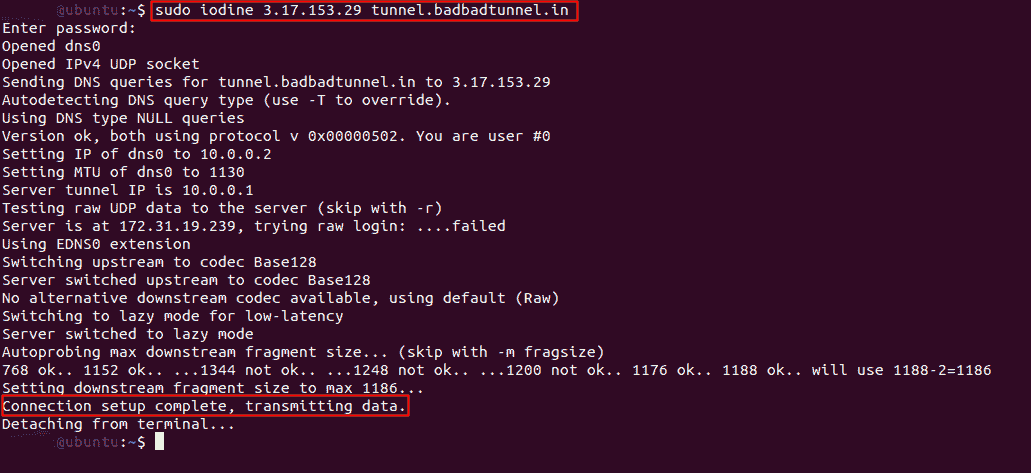 @ubuntu:~$ sudo iodine 3.17.153.29 tunnel.badbadtunnel.in
Enter password:
Opened dns0
Opened IPv4 UDP socket
Sending DNS queries for tunnel.badbadtunnel.in to 3.17.153.29
Autodetecting DNS query type (use -T to override).
Using DNS type NULL queries
Version ok, both using protocol v 0x00000502. You are user #0
Setting IP of dns0 to 10.0.0.2
Setting MTU of dns0 to 1130
Server tunnel IP is 10.0.0.1
Testing raw UDP data to the server (skip with -r)
Server is at 172.31.19.239, trying raw login: ....failed
Using EDNS0 extension
Switching upstream to codec Base128
Server switched upstream to codec Base128
No alternative downstream codec available, using default (Raw)
Switching to lazy mode for low-latency
Server switched to lazy mode
Autoprobing max downstream fragment size... (skip with -m fragsize)
768 ok.. 1152 ok.. ...1344 not ok.. ...1248 not ok.. ...1200 not ok.. 1176 ok.. 1188 ok.. will use 1188-2=1186
Setting downstream fragment size to max 1186...
Connection setup complete, transmitting data.
Detaching from terminal...
@ubuntu:~$